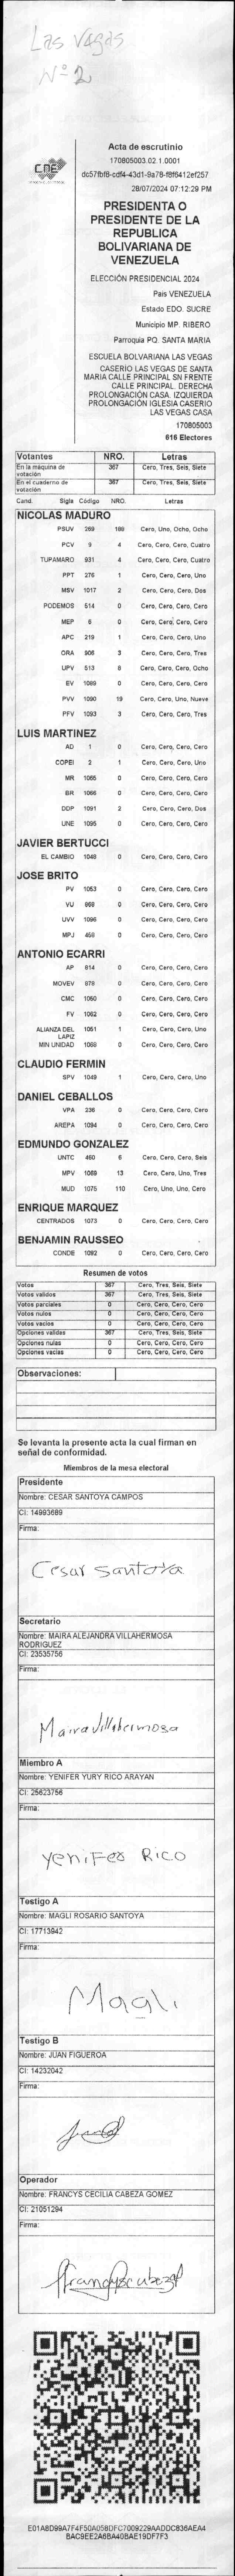 Las Vegas
Nº 2
CNE
Acta de escrutinio
170805003.02.1.0001
dc57fbf8-cdf4-43d1-9a78-f8f6412ef257
28/07/2024 07:12:29 PM
PRESIDENTA O
PRESIDENTE DE LA
REPUBLICA
BOLIVARIANA DE
VENEZUELA
ELECCIÓN PRESIDENCIAL 2024
Pais VENEZUELA
Estado EDO. SUCRE
Municipio MP. RIBERO
Parroquia PQ. SANTA MARIA
ESCUELA BOLIVARIANA LAS VEGAS
CASERIO LAS VEGAS DE SANTA
MARIA CALLE PRINCIPAL SN FRENTE
CALLE PRINCIPAL. DERECHA
PROLONGACIÓN CASA. IZQUIERDA
PROLONGACIÓN IGLESIA CASERIO
LAS VEGAS CASA
170805003
616 Electores
Votantes NRO. Letras
En la máquina de votación 367 Cero, Tres, Seis, Siete
En el cuaderno de votación 367 Cero, Tres, Seis, Siete
Cand. Sigla Código NRO. Letras
NICOLAS MADURO
PSUV 269 188 Cero, Uno, Ocho, Ocho
PCV 9 4 Cero, Cero, Cero, Cuatro
TUPAMARO 931 4 Cero, Cero, Cero, Cuatro
PPT 276 1 Cero, Cero, Cero, Uno
MSV 1017 2 Cero, Cero, Cero, Dos
PODEMOS 514 0 Cero, Cero, Cero, Cero
MEP 6 0 Cero, Cero, Cero, Cero
APC 219 1 Cero, Cero, Cero, Uno
ORA 906 3 Cero, Cero, Cero, Tres
UPV 513 8 Cero, Cero, Cero, Ocho
EV 1089 0 Cero, Cero, Cero, Cero
PVV 1090 19 Cero, Cero, Uno, Nueve
PFV 1093 3 Cero, Cero, Cero, Tres
LUIS MARTINEZ
AD 1 0 Cero, Cero, Cero, Cero
COPEI 2 1 Cero, Cero, Cero, Uno
MR 1065 0 Cero, Cero, Cero, Cero
BR 1066 0 Cero, Cero, Cero, Cero
DDP 1091 2 Cero, Cero, Cero, Dos
UNE 1095 0 Cero, Cero, Cero, Cero
JAVIER BERTUCCI
EL CAMBIO 1048 0 Cero, Cero, Cero, Cero
JOSE BRITO
PV 1053 0 Cero, Cero, Cero, Cero
VU 969 0 Cero, Cero, Cero, Cero
UVV 1096 0 Cero, Cero, Cero, Cero
MPJ 459 0 Cero, Cero, Cero, Cero
ANTONIO ECARRI
AP 814 0 Cero, Cero, Cero, Cero
MOVEV 979 0 Cero, Cero, Cero, Cero
CMC 1050 0 Cero, Cero, Cero, Cero
FV 1062 0 Cero, Cero, Cero, Cero
ALIANZA DEL LAPIZ 1051 1 Cero, Cero, Cero, Uno
MIN UNIDAD 1068 0 Cero, Cero, Cero, Cero
CLAUDIO FERMIN
SPV 1049 1 Cero, Cero, Cero, Uno
DANIEL CEBALLOS
VPA 236 0 Cero, Cero, Cero, Cero
AREPA 1094 0 Cero, Cero, Cero, Cero
EDMUNDO GONZALEZ
UNTC 460 6 Cero, Cero, Cero, Seis
MPV 1069 13 Cero, Cero, Uno, Tres
MUD 1075 110 Cero, Uno, Uno, Cero
ENRIQUE MARQUEZ
CENTRADOS 1073 0 Cero, Cero, Cero, Cero
BENJAMIN RAUSSEO
CONDE 1092 0 Cero, Cero, Cero, Cero
Resumen de votos
Votos 367 Cero, Tres, Seis, Siete
Votos validos 367 Cero, Tres, Seis, Siete
Votos parciales 0 Cero, Cero, Cero, Cero
Votos nulos 0 Cero, Cero, Cero, Cero
Votos vacios 0 Cero, Cero, Cero, Cero
Opciones validas 367 Cero, Tres, Seis, Siete
Opciones nulas 0 Cero, Cero, Cero, Cero
Opciones vacias 0 Cero, Cero, Cero, Cero
Observaciones:
Se levanta la presente acta la cual firman en
señal de conformidad.
Miembros de la mesa electoral
Presidente
Nombre: CESAR SANTOYA CAMPOS
CI: 14993689
Firma:
Cesar Santoya
Secretario
Nombre: MAIRA ALEJANDRA VILLAHERMOSA
RODRIGUEZ
CI: 23535756
Firma:
Maira Villahermosa
Miembro A
Nombre: YENIFER YURY RICO ARAYAN
CI: 25623756
Firma:
Yenifer Rico
Testigo A
Nombre: MAGLI ROSARIO SANTOYA
CI: 17713942
Firma:
Magli
Testigo B
Nombre: JUAN FIGUEROA
CI: 14232042
Firma:
Operador
Nombre: FRANCYS CECILIA CABEZA GOMEZ
CI: 21051294
Firma:
E01A8D99A7F4F50A05BDFC7009229AADDC836AEA4
BAC9EE2A6BA40BAE19DF7F3